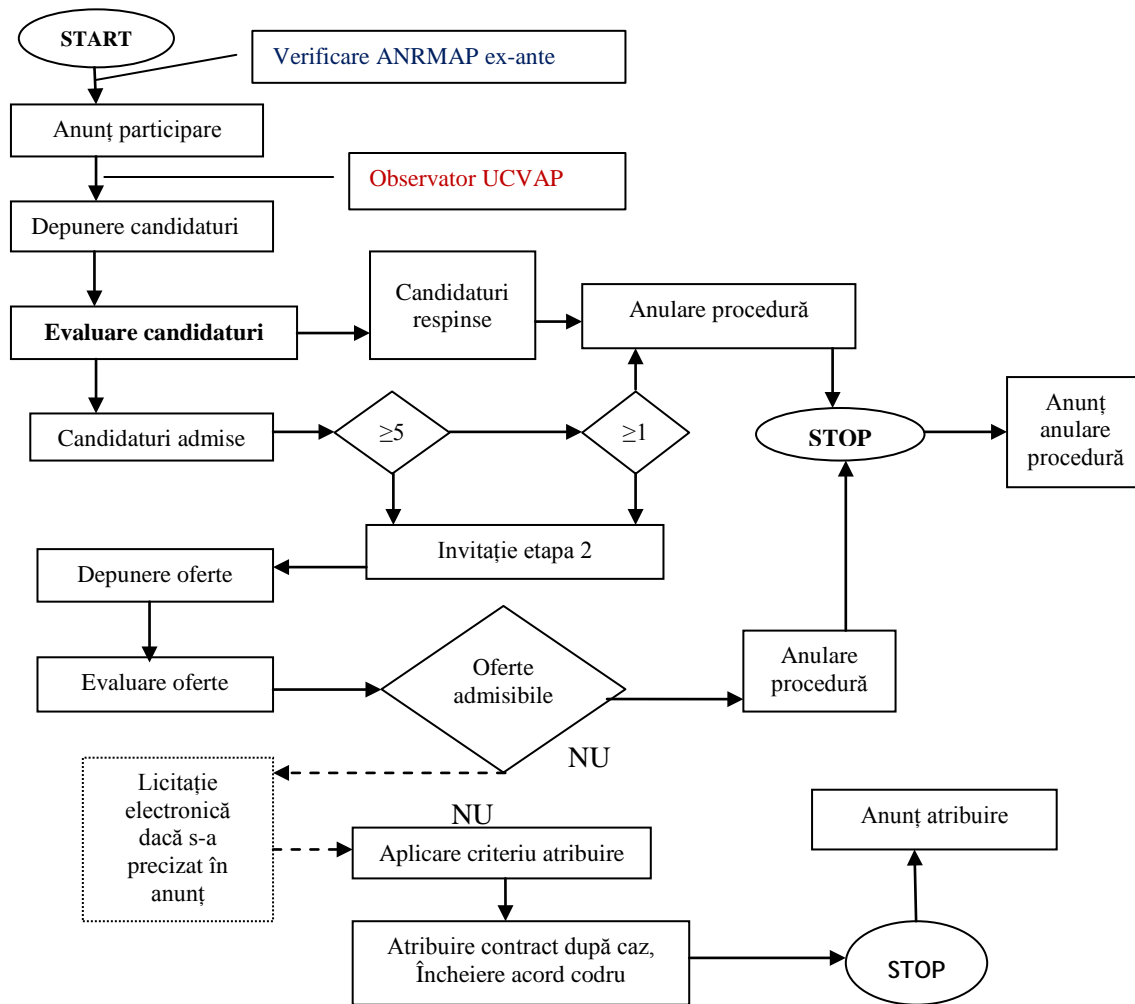 START
Verificare ANRMAP ex-ante
Anunț participare
Observator UCVAP
Depunere candidaturi
Evaluare candidaturi
Candidaturi
respinse
Anulare procedură
Candidaturi admise
≥5
≥1
STOP
Anunț
anulare
procedură
Invitație etapa 2
Depunere oferte
Evaluare oferte
Oferte
admisibile
Anulare
procedură
NU
Licitație
electronică
dacă s-a
precizat în
anunț
NU
Aplicare criteriu atribuire
Anunț atribuire
Atribuire contract după caz,
Încheiere acord codru
STOP